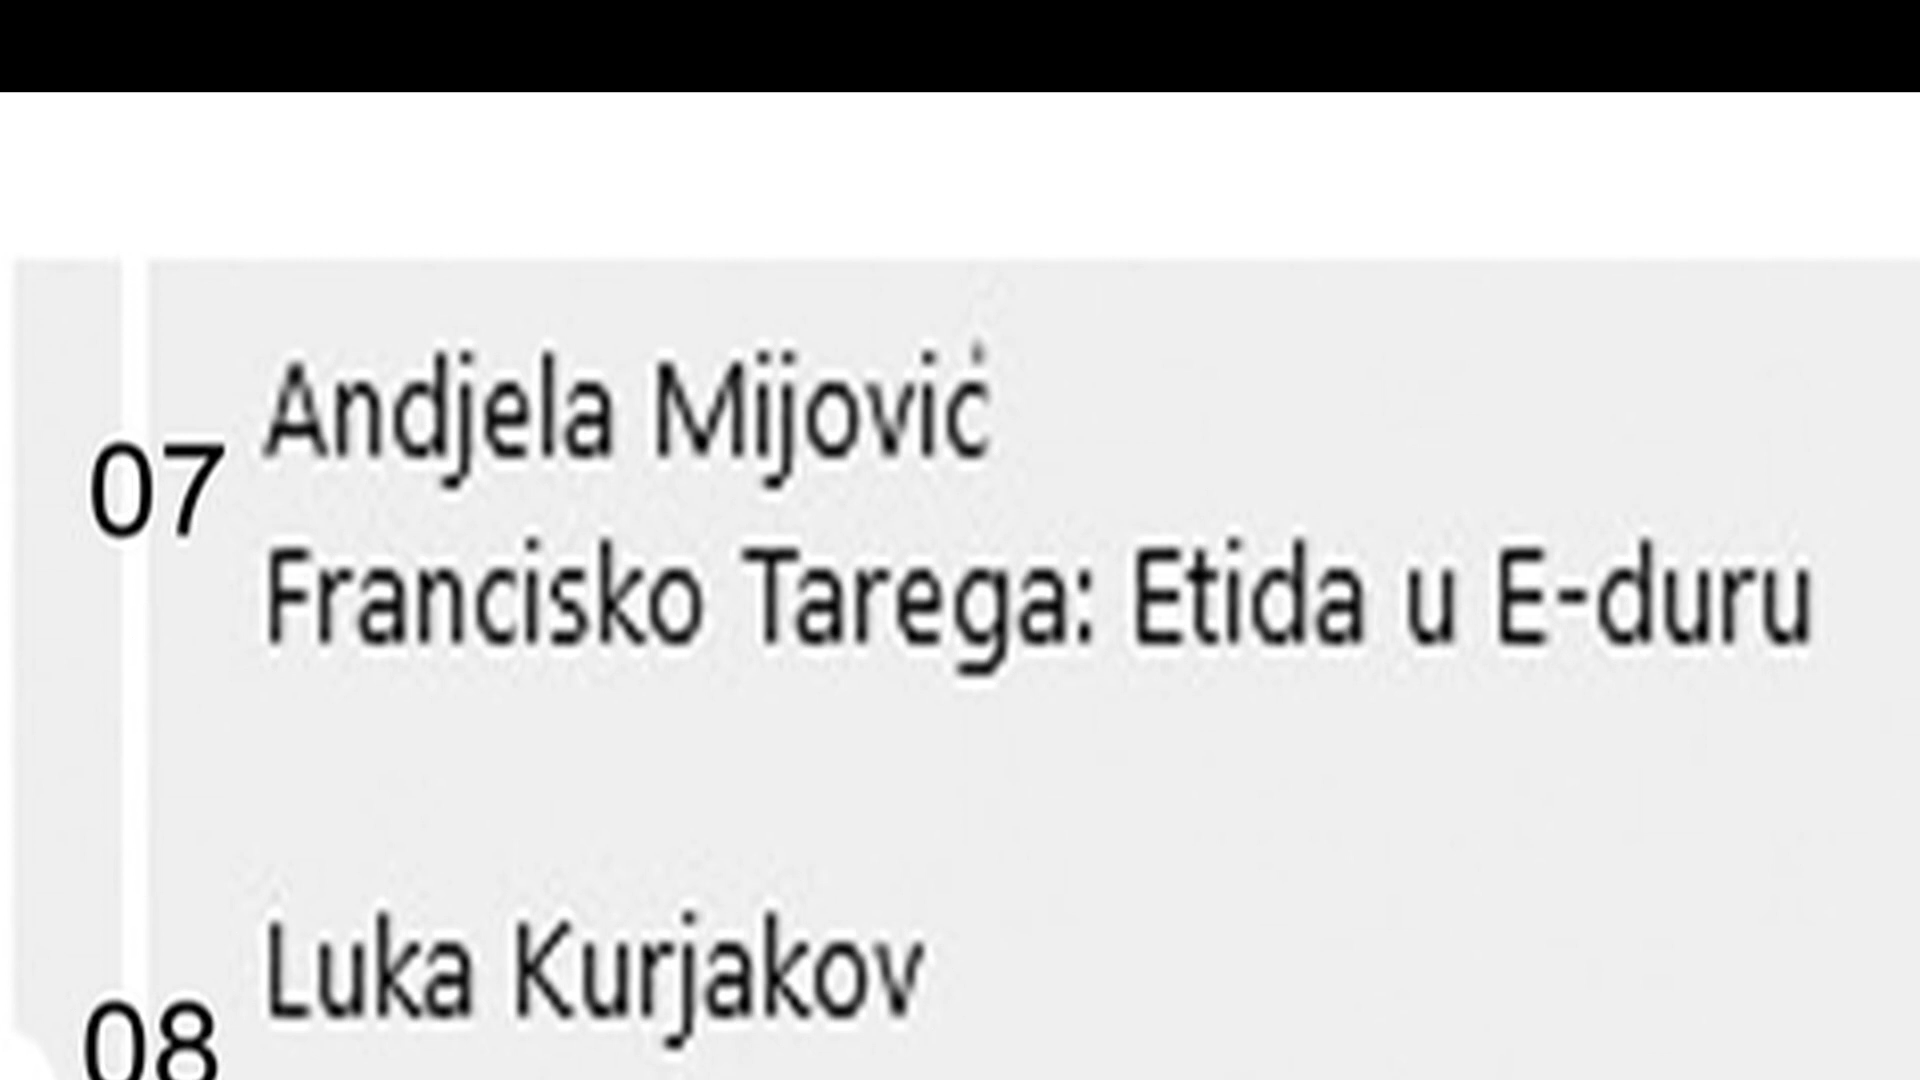 07 Andjela Mijović
Francisko Tarega: Etida u E-duru
08 Luka Kurjakov